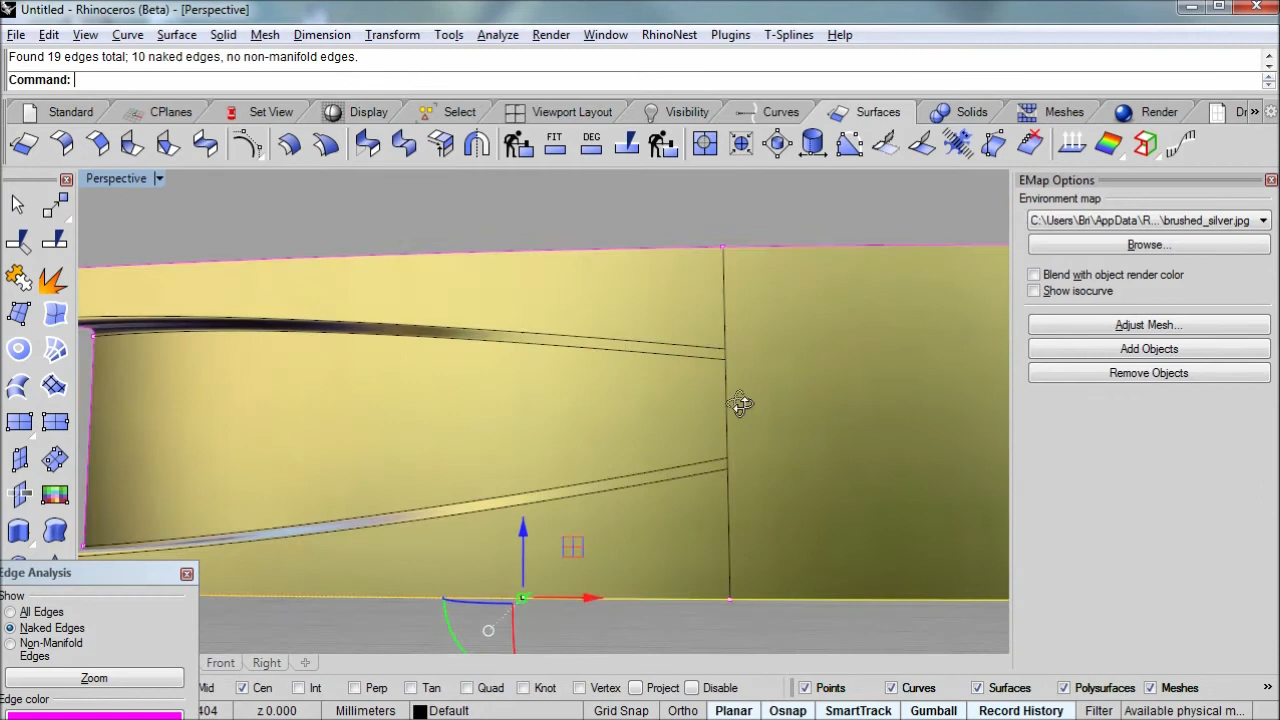 Untitled - Rhinoceros (Beta) - [Perspective]
File Edit View Curve Surface Solid Mesh Dimension Transform Tools Analyze Render Window RhinoNest Plugins T-Splines Help
Found 19 edges total; 10 naked edges, no non-manifold edges.
Command:
Standard CPlanes Set View Display Select Viewport Layout Visibility Curves Surfaces Solids Meshes Render Dr
FIT DEG
Perspective
EMap Options
Environment map
C:\Users\Bri\AppData\R...\brushed_silver.jpg
Browse...
Blend with object render color
Show isocurve
Adjust Mesh...
Add Objects
Remove Objects
Edge Analysis
Show
All Edges
Naked Edges
Non-Manifold
Edges
Zoom
Edge color
Front Right
Mid Cen Int Perp Tan Quad Knot Vertex Project Disable Points Curves Surfaces Polysurfaces Meshes
404 z 0.000 Millimeters Default Grid Snap Ortho Planar Osnap SmartTrack Gumball Record History Filter Available physical m...